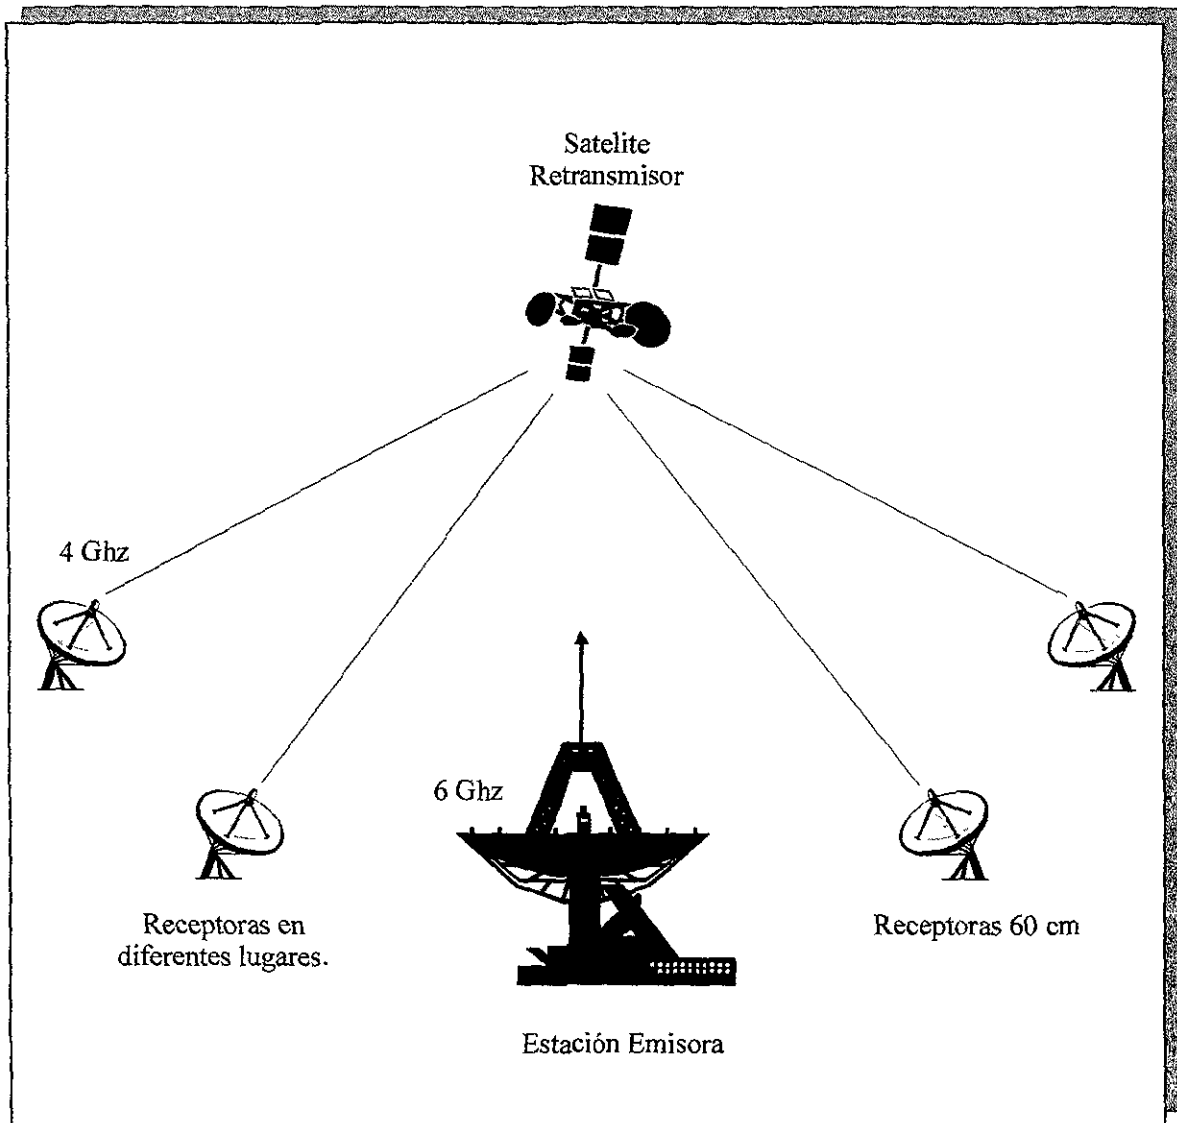 Satelite
Retransmisor
4 Ghz
6 Ghz
Receptoras en
diferentes lugares.
Receptoras 60 cm
Estación Emisora